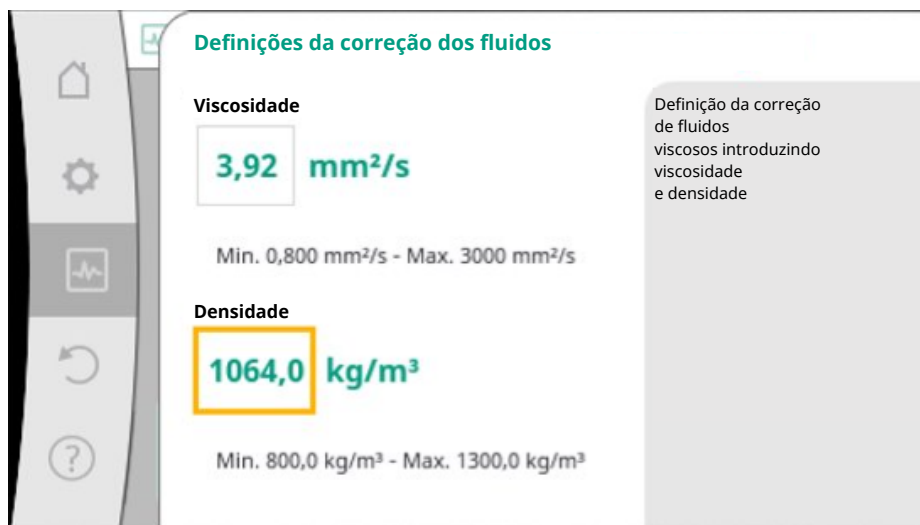 Definições da correção dos fluidos
Viscosidade
3,92 mm²/s
Min. 0,800 mm²/s - Max. 3000 mm²/s
Densidade
1064,0 kg/m³
Min. 800,0 kg/m³ - Max. 1300,0 kg/m³
Definição da correção
de fluidos
viscosos introduzindo
viscosidade
e densidade
?